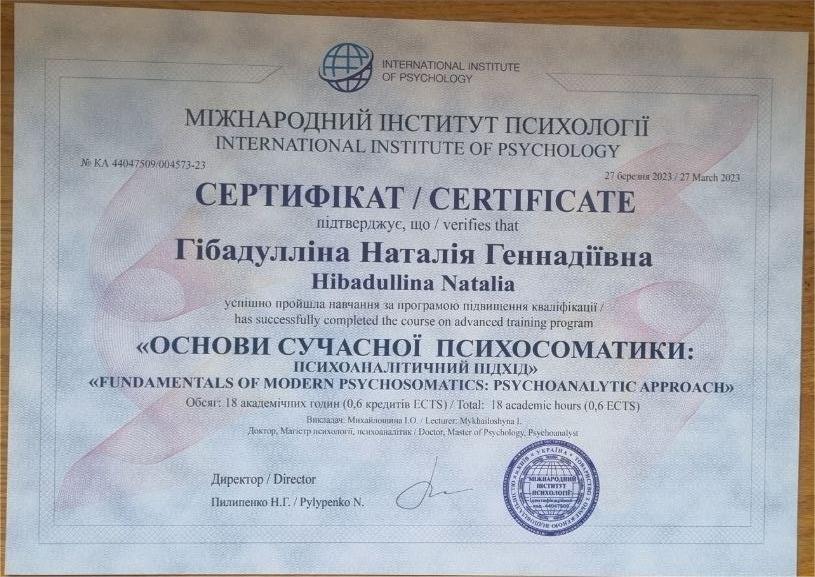 INTERNATIONAL INSTITUTE
OF PSYCHOLOGY
МІЖНАРОДНИЙ ІНСТИТУТ ПСИХОЛОГІЇ
INTERNATIONAL INSTITUTE OF PSYCHOLOGY
№ КА 44047509/004573-23
27 березня 2023 / 27 March 2023
СЕРТИФІКАТ / CERTIFICATE
підтверджує, що / verifies that
Гібадулліна Наталія Геннадіївна
Hibadullina Natalia
успішно пройшла навчання за програмою підвищення кваліфікації /
has successfully completed the course on advanced training program
«ОСНОВИ СУЧАСНОЇ ПСИХОСОМАТИКИ:
ПСИХОАНАЛІТИЧНИЙ ПІДХІД»
«FUNDAMENTALS OF MODERN PSYCHOSOMATICS: PSYCHOANALYTIC APPROACH»
Обсяг: 18 академічних годин (0,6 кредитів ECTS) / Total: 18 academic hours (0,6 ECTS)
Викладач: Михайлошина І.О. / Lecturer: Mykhailoshyna I.
Доктор, Магістр психології, психоаналітик / Doctor, Master of Psychology, Psychoanalyst
Директор / Director
Пилипенко Н.Г. / Pylypenko N.
УКРАЇНА
МІЖНАРОДНИЙ
ІНСТИТУТ
ПСИХОЛОГІЇ
44047509